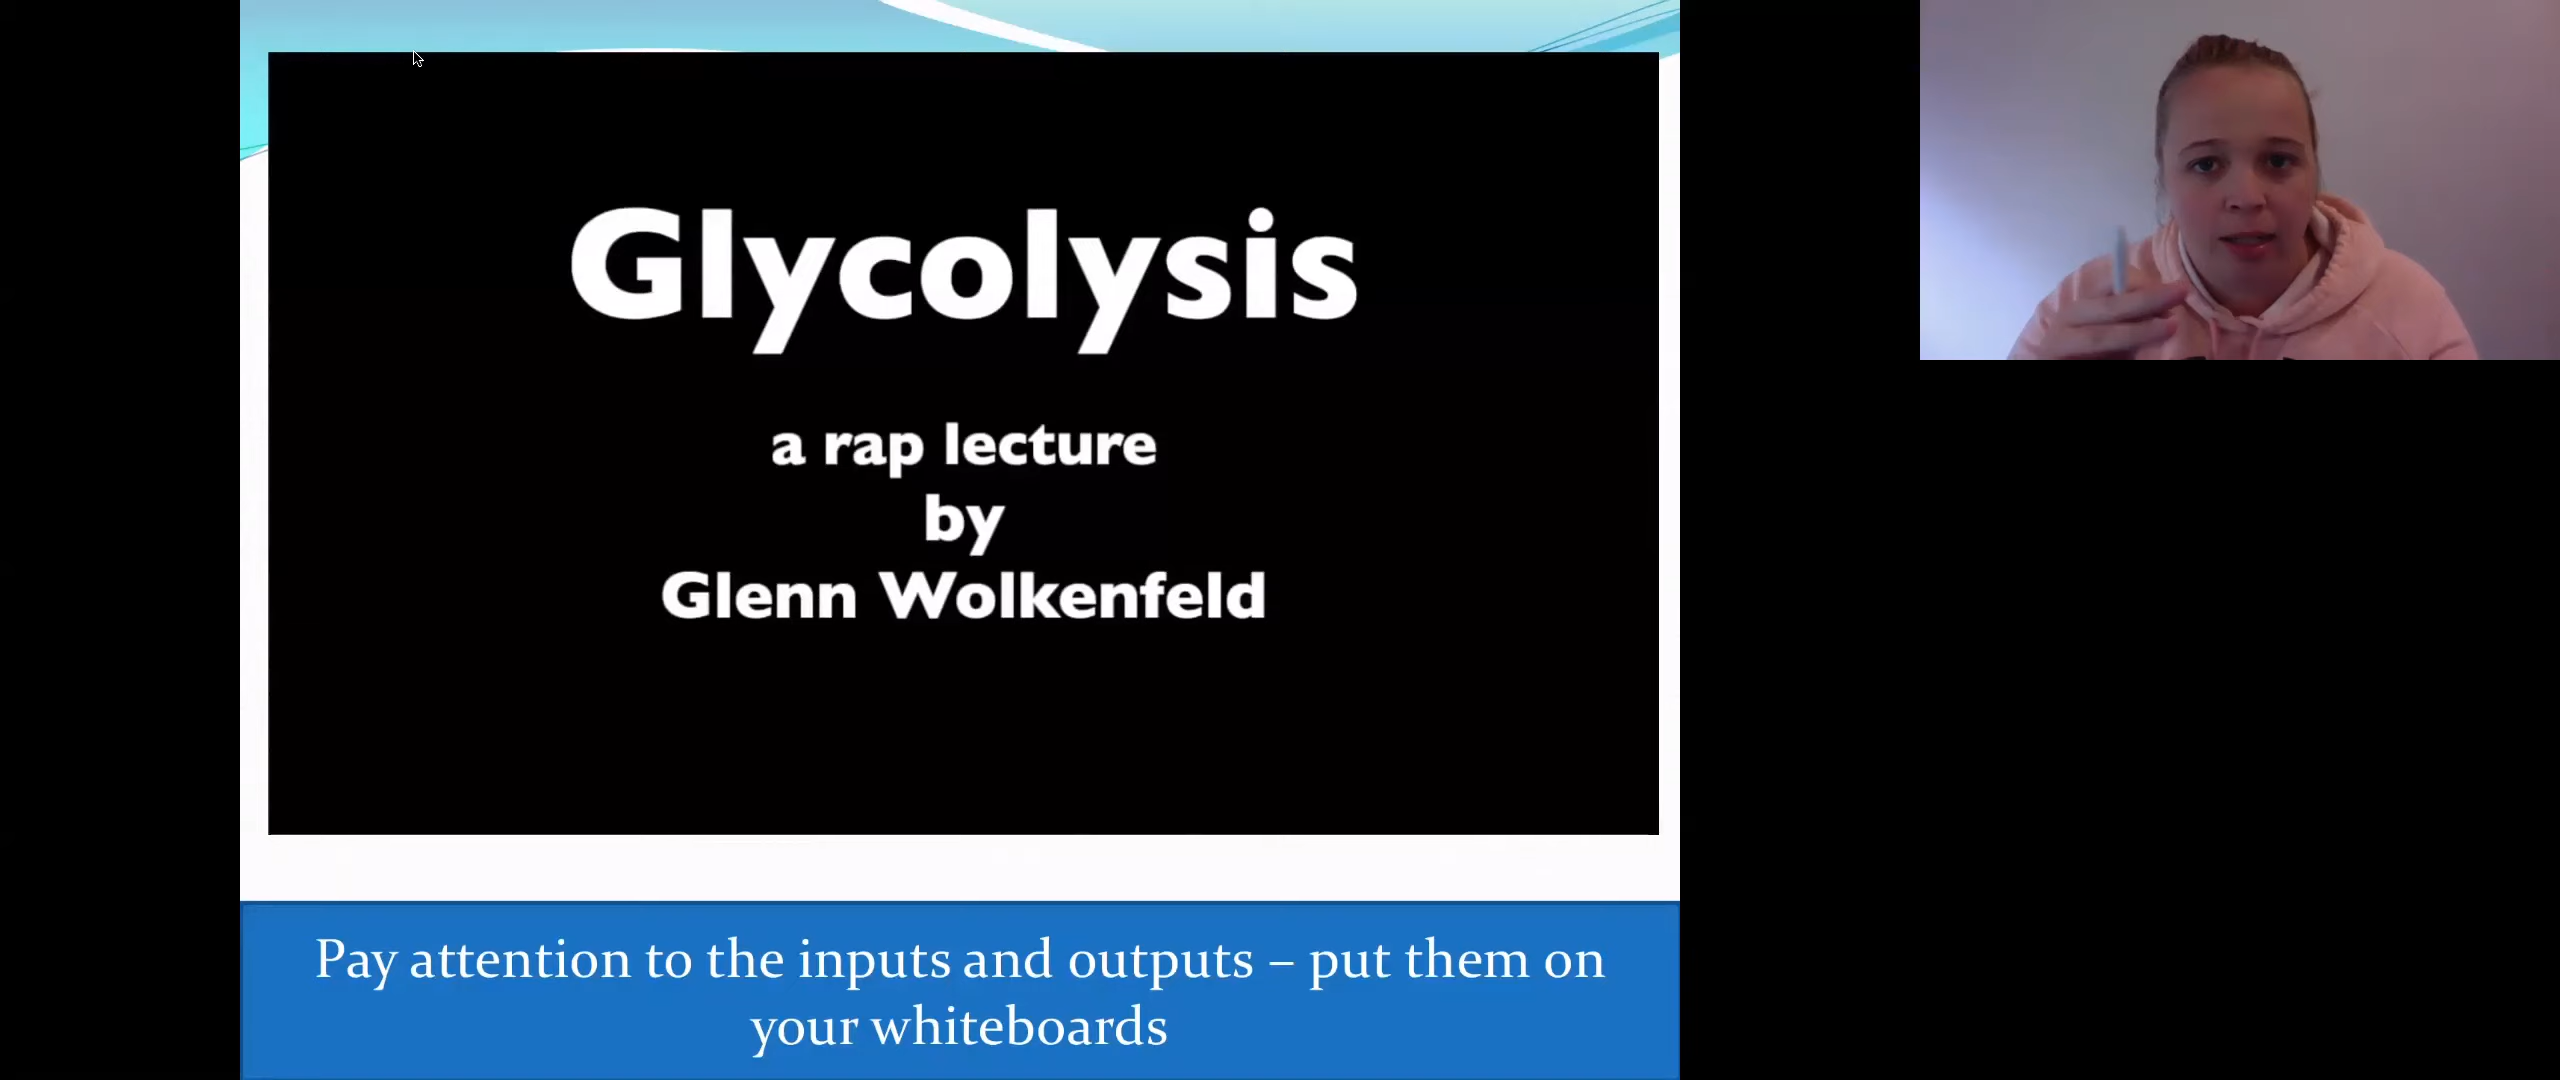 Glycolysis
a rap lecture
by
Glenn Wolkenfeld
Pay attention to the inputs and outputs – put them on
your whiteboards